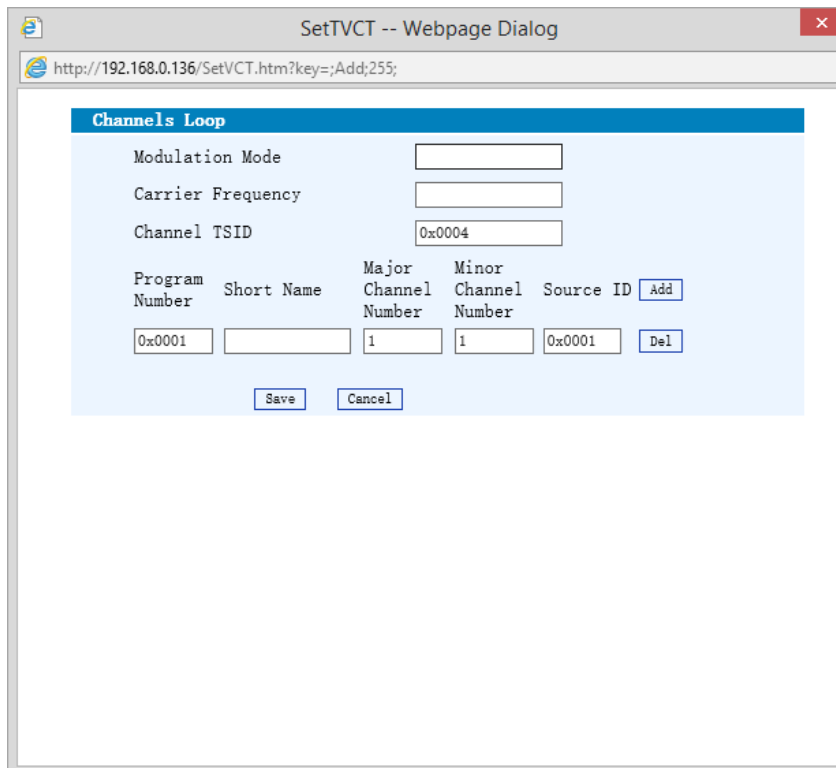 SetTVCT -- Webpage Dialog
http://192.168.0.136/SetVCT.htm?key=;Add;255;
Channels Loop
Modulation Mode
Carrier Frequency
Channel TSID 0x0004
Program Number Short Name Major Channel Number Minor Channel Number Source ID Add
0x0001 1 1 0x0001 Del
Save Cancel